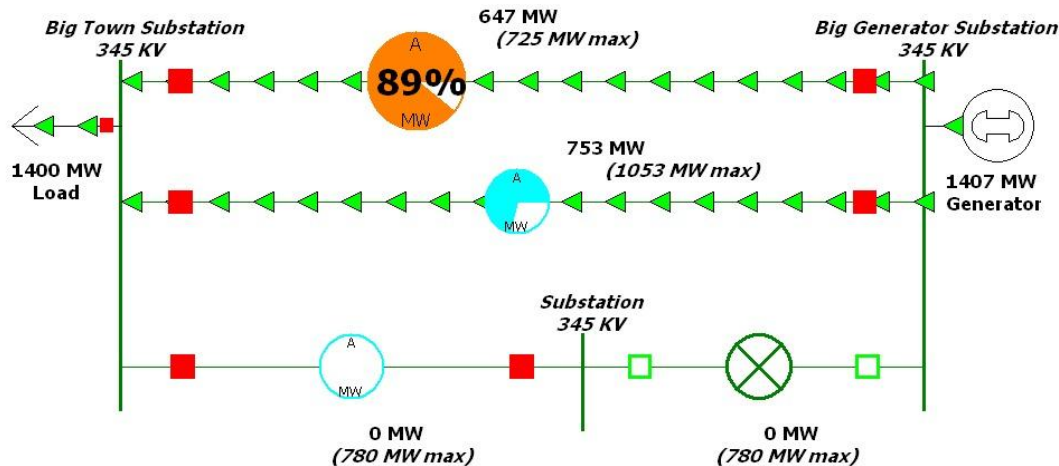 647 MW
(725 MW max)
Big Town Substation
345 KV
Big Generator Substation
345 KV
A
89%
MW
1400 MW
Load
753 MW
(1053 MW max)
A
MW
1407 MW
Generator
Substation
345 KV
A
MW
0 MW
(780 MW max)
0 MW
(780 MW max)